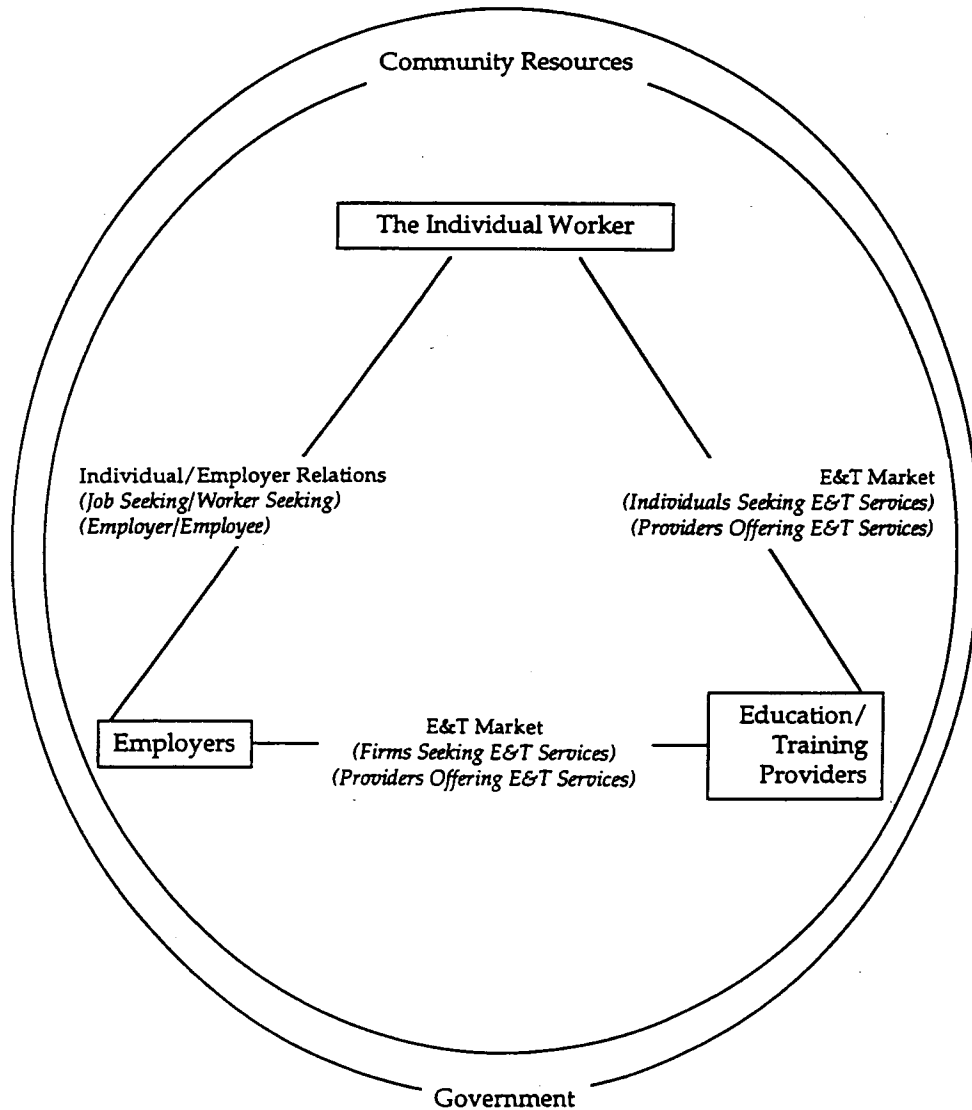 Community Resources
The Individual Worker
Individual/Employer Relations
(Job Seeking/Worker Seeking)
(Employer/Employee)
E&T Market
(Individuals Seeking E&T Services)
(Providers Offering E&T Services)
Employers
E&T Market
(Firms Seeking E&T Services)
(Providers Offering E&T Services)
Education/
Training
Providers
Government